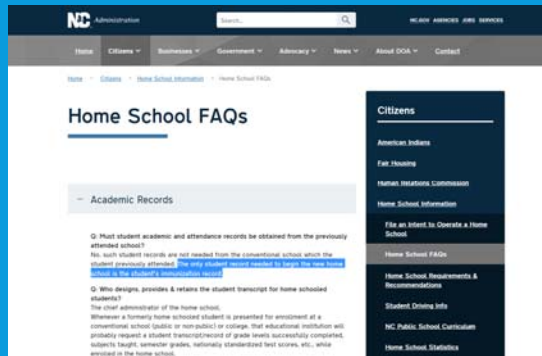 NC Administration
Search...
NC.GOV AGENCIES JOBS SERVICES
Home Citizens Businesses Government Advocacy News About DOA Contact
Home Citizens Home School Information Home School FAQs
Home School FAQs
Academic Records
Q: Must student academic and attendance records be obtained from the previously
attended school?
No, such student records are not needed from the conventional school which the
student previously attended. The only student record needed to begin the new home
school is the student's immunization record.
Q: Who designs, provides & retains the student transcript for home schooled
students?
The chief administrator of the home school.
Whenever a formerly home schooled student is presented for enrollment at a
conventional school (public or non-public) or college, that educational institution will
probably request a student transcript/record of grade levels successfully completed,
subjects taught, semester grades, nationally standardized test scores, etc., while
enrolled in the home school.
Citizens
American Indians
Fair Housing
Human Relations Commission
Home School Information
File an Intent to Operate a Home
School
Home School FAQs
Home School Requirements &
Recommendations
Student Driving Info
NC Public School Curriculum
Home School Statistics